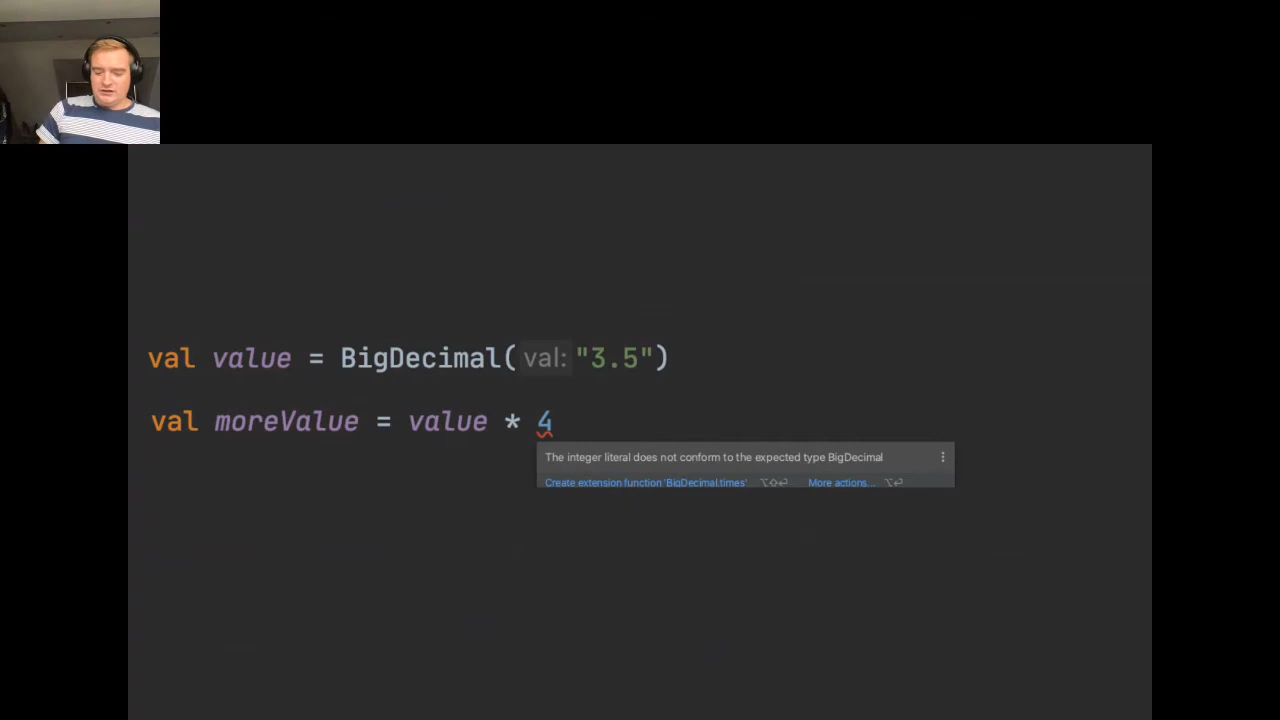 val value = BigDecimal( val: "3.5")
val moreValue = value * 4
The integer literal does not conform to the expected type BigDecimal
Create extension function 'BigDecimal.times' ⌥⇧⏎ More actions... ⌥⏎